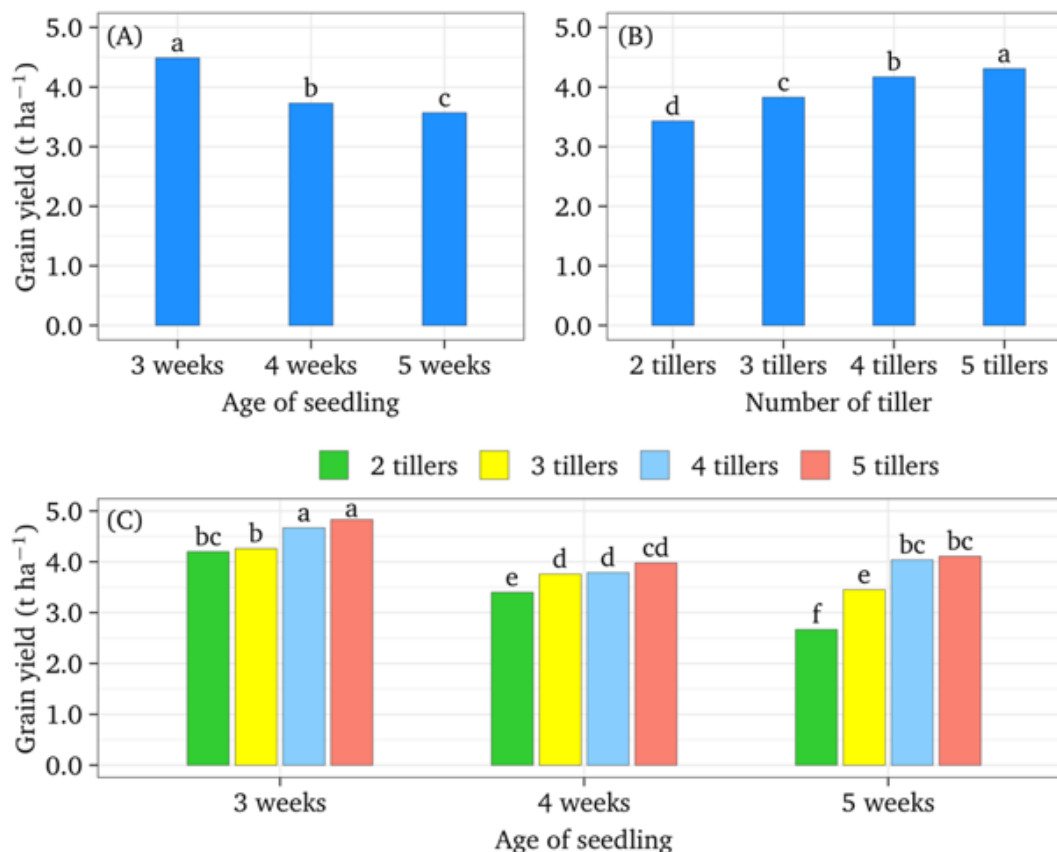 (A)
a
b
c
5.0
4.0
3.0
2.0
1.0
0.0
Grain yield (t ha⁻¹)
3 weeks 4 weeks 5 weeks
Age of seedling
(B)
d
c
b
a
5.0
4.0
3.0
2.0
1.0
0.0
2 tillers 3 tillers 4 tillers 5 tillers
Number of tiller
2 tillers 3 tillers 4 tillers 5 tillers
(C)
bc b a a
e d d cd
f e bc bc
5.0
4.0
3.0
2.0
1.0
0.0
Grain yield (t ha⁻¹)
3 weeks 4 weeks 5 weeks
Age of seedling